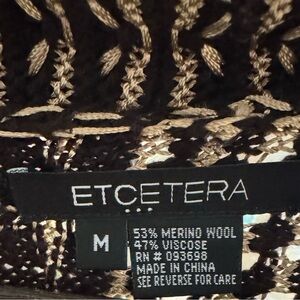 ETCETERA
...
M
53% MERINO WOOL
47% VISCOSE
RN # 093698
MADE IN CHINA
SEE REVERSE FOR CARE